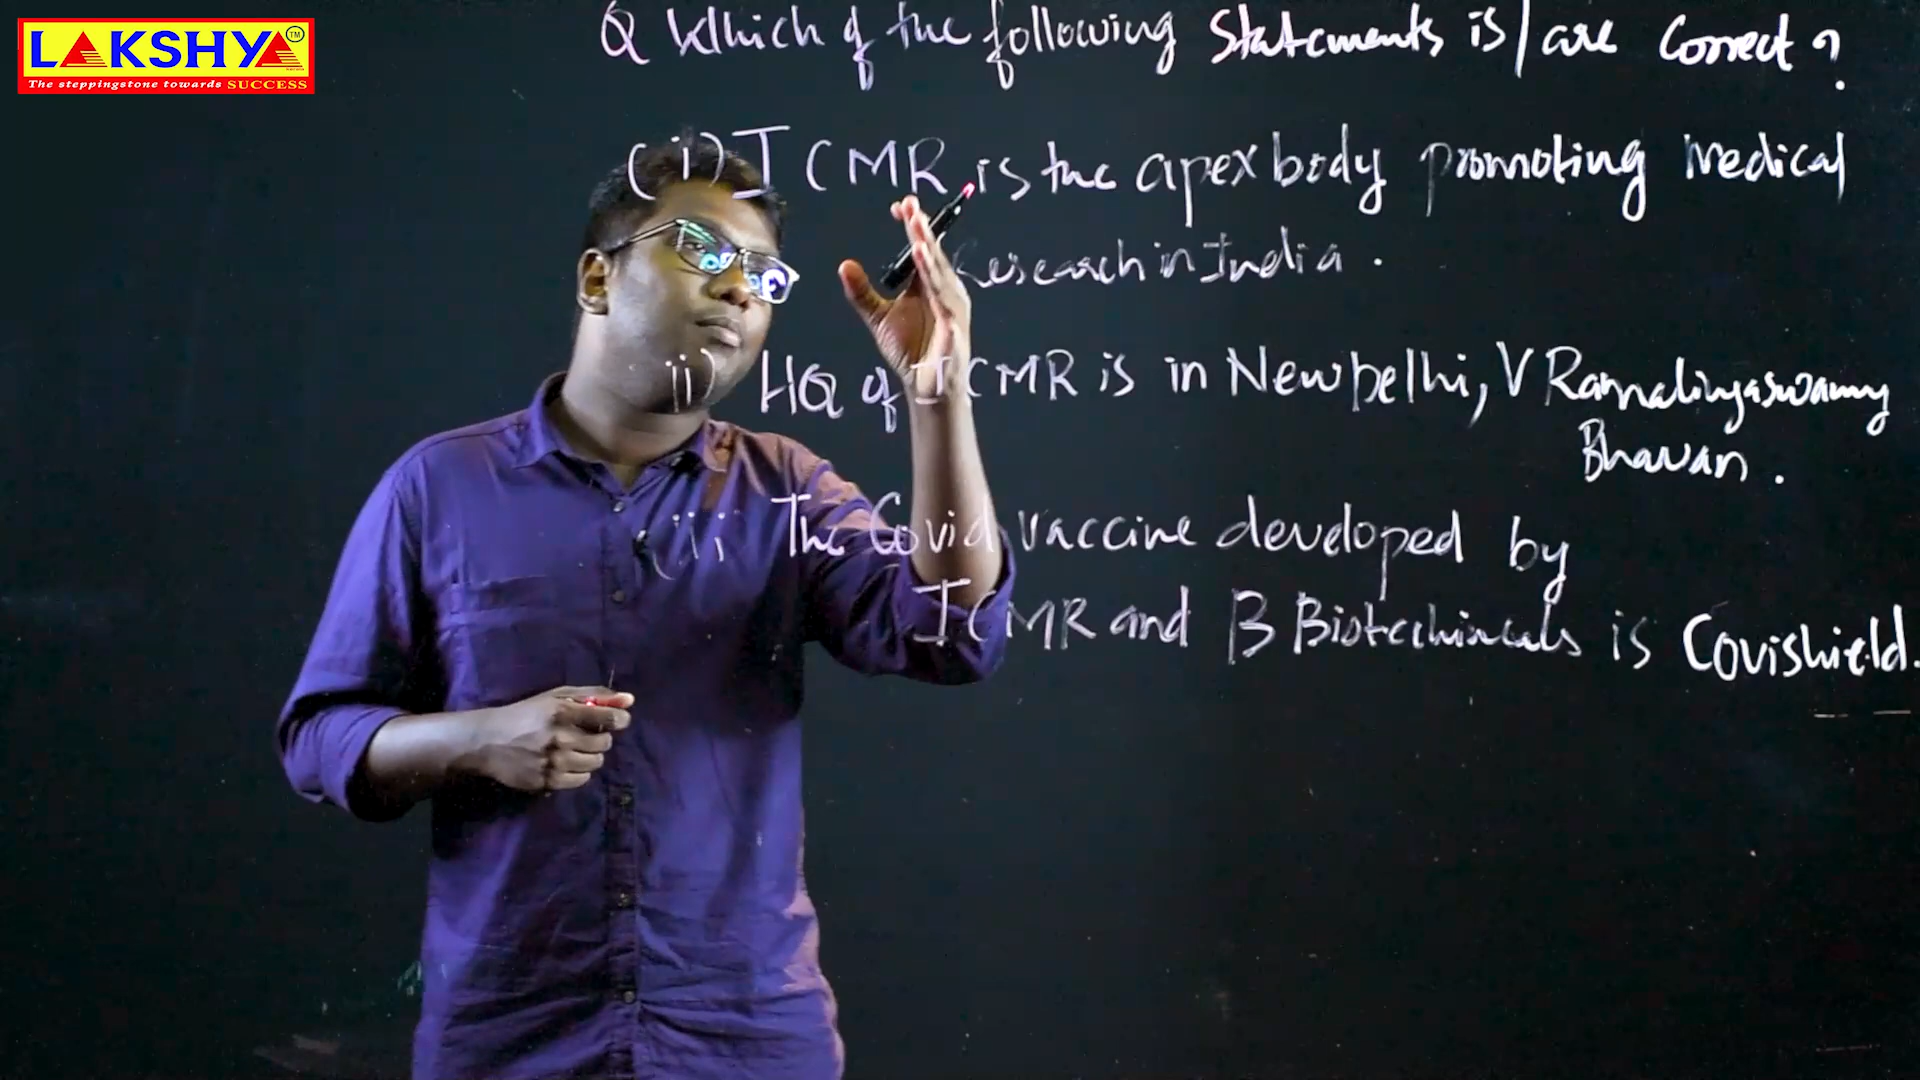 LAKSHYA TM
The steppingstone towards SUCCESS
Q Which of the following Statements is/are Correct?
(i) ICMR is the apex body promoting medical
Research in India.
ii) HQ of ICMR is in New Delhi, V Ramalingaswamy
Bhavan.
(iii The Covid vaccine developed by
ICMR and B is Covishield.